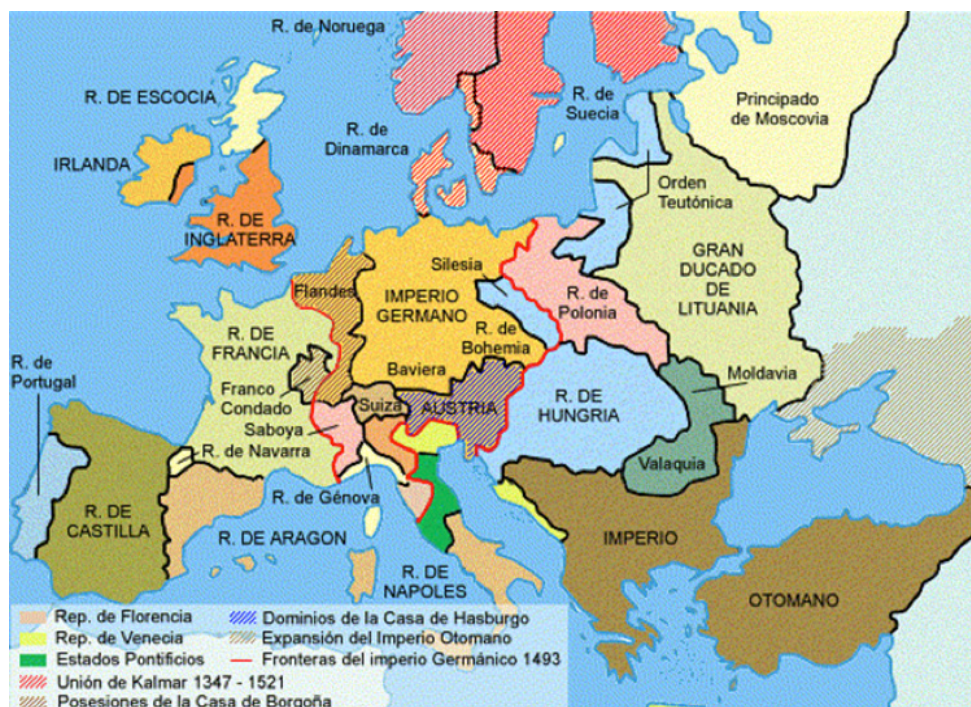 R. de Noruega
R. DE ESCOCIA
R. de
Suecia
Principado
de Moscovia
R. de
Dinamarca
IRLANDA
Orden
Teutónica
R. DE
INGLATERRA
GRAN
DUCADO
DE
LITUANIA
Silesia
Flandes
IMPERIO
GERMANO
R. de
Polonia
R. DE
FRANCIA
R. de
Bohemia
R. de
Portugal
Baviera
Moldavia
Franco
Condado
Suiza
AUSTRIA
R. DE
HUNGRIA
Saboya
R. de Navarra
Valaquia
R. de Génova
R. DE
CASTILLA
R. DE ARAGON
IMPERIO
R. DE
NAPOLES
OTOMANO
Rep. de Florencia
Rep. de Venecia
Estados Pontificios
Unión de Kalmar 1347 - 1521
Posesiones de la Casa de Borgoña
Dominios de la Casa de Hasburgo
Expansión del Imperio Otomano
Fronteras del imperio Germánico 1493